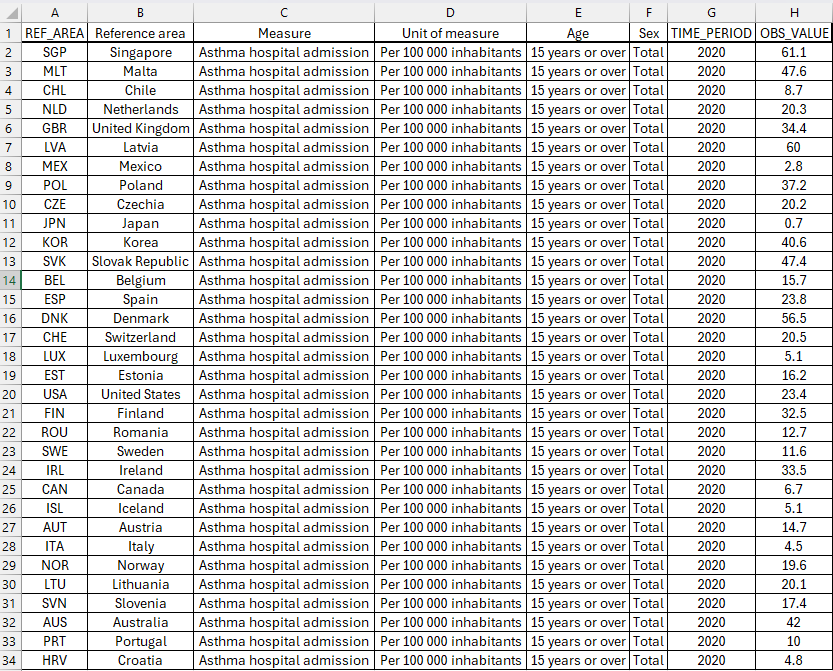 A B C D E F G H
1 REF_AREA Reference area Measure Unit of measure Age Sex TIME_PERIOD OBS_VALUE
2 SGP Singapore Asthma hospital admission Per 100 000 inhabitants 15 years or over Total 2020 61.1
3 MLT Malta Asthma hospital admission Per 100 000 inhabitants 15 years or over Total 2020 47.6
4 CHL Chile Asthma hospital admission Per 100 000 inhabitants 15 years or over Total 2020 8.7
5 NLD Netherlands Asthma hospital admission Per 100 000 inhabitants 15 years or over Total 2020 20.3
6 GBR United Kingdom Asthma hospital admission Per 100 000 inhabitants 15 years or over Total 2020 34.4
7 LVA Latvia Asthma hospital admission Per 100 000 inhabitants 15 years or over Total 2020 60
8 MEX Mexico Asthma hospital admission Per 100 000 inhabitants 15 years or over Total 2020 2.8
9 POL Poland Asthma hospital admission Per 100 000 inhabitants 15 years or over Total 2020 37.2
10 CZE Czechia Asthma hospital admission Per 100 000 inhabitants 15 years or over Total 2020 20.2
11 JPN Japan Asthma hospital admission Per 100 000 inhabitants 15 years or over Total 2020 0.7
12 KOR Korea Asthma hospital admission Per 100 000 inhabitants 15 years or over Total 2020 40.6
13 SVK Slovak Republic Asthma hospital admission Per 100 000 inhabitants 15 years or over Total 2020 47.4
14 BEL Belgium Asthma hospital admission Per 100 000 inhabitants 15 years or over Total 2020 15.7
15 ESP Spain Asthma hospital admission Per 100 000 inhabitants 15 years or over Total 2020 23.8
16 DNK Denmark Asthma hospital admission Per 100 000 inhabitants 15 years or over Total 2020 56.5
17 CHE Switzerland Asthma hospital admission Per 100 000 inhabitants 15 years or over Total 2020 20.5
18 LUX Luxembourg Asthma hospital admission Per 100 000 inhabitants 15 years or over Total 2020 5.1
19 EST Estonia Asthma hospital admission Per 100 000 inhabitants 15 years or over Total 2020 16.2
20 USA United States Asthma hospital admission Per 100 000 inhabitants 15 years or over Total 2020 23.4
21 FIN Finland Asthma hospital admission Per 100 000 inhabitants 15 years or over Total 2020 32.5
22 ROU Romania Asthma hospital admission Per 100 000 inhabitants 15 years or over Total 2020 12.7
23 SWE Sweden Asthma hospital admission Per 100 000 inhabitants 15 years or over Total 2020 11.6
24 IRL Ireland Asthma hospital admission Per 100 000 inhabitants 15 years or over Total 2020 33.5
25 CAN Canada Asthma hospital admission Per 100 000 inhabitants 15 years or over Total 2020 6.7
26 ISL Iceland Asthma hospital admission Per 100 000 inhabitants 15 years or over Total 2020 5.1
27 AUT Austria Asthma hospital admission Per 100 000 inhabitants 15 years or over Total 2020 14.7
28 ITA Italy Asthma hospital admission Per 100 000 inhabitants 15 years or over Total 2020 4.5
29 NOR Norway Asthma hospital admission Per 100 000 inhabitants 15 years or over Total 2020 19.6
30 LTU Lithuania Asthma hospital admission Per 100 000 inhabitants 15 years or over Total 2020 20.1
31 SVN Slovenia Asthma hospital admission Per 100 000 inhabitants 15 years or over Total 2020 17.4
32 AUS Australia Asthma hospital admission Per 100 000 inhabitants 15 years or over Total 2020 42
33 PRT Portugal Asthma hospital admission Per 100 000 inhabitants 15 years or over Total 2020 10
34 HRV Croatia Asthma hospital admission Per 100 000 inhabitants 15 years or over Total 2020 4.8